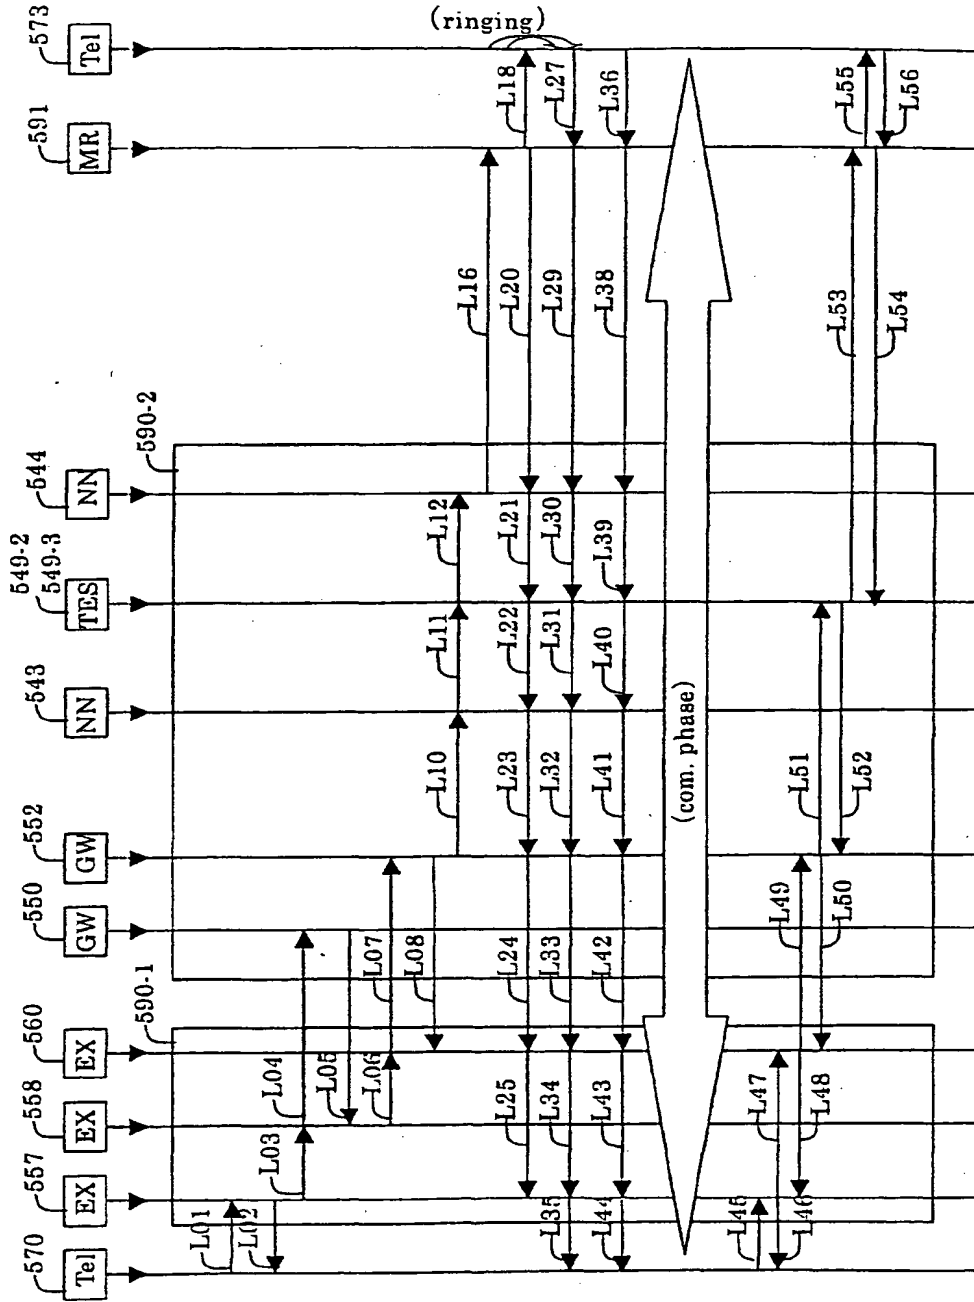 570
Tel
557
EX
558
EX
560
EX
590-1
550
GW
552
GW
543
NN
549-2
549-3
TES
544
NN
590-2
591
MR
573
Tel
(ringing)
L01
L02
L03
L04
L05
L06
L07
L08
L10
L11
L12
L16
L18
L20
L21
L22
L23
L24
L25
L27
L29
L30
L31
L32
L33
L34
L35
L36
L38
L39
L40
L41
L42
L43
L44
(com. phase)
L45
L46
L47
L48
L49
L50
L51
L52
L53
L54
L55
L56